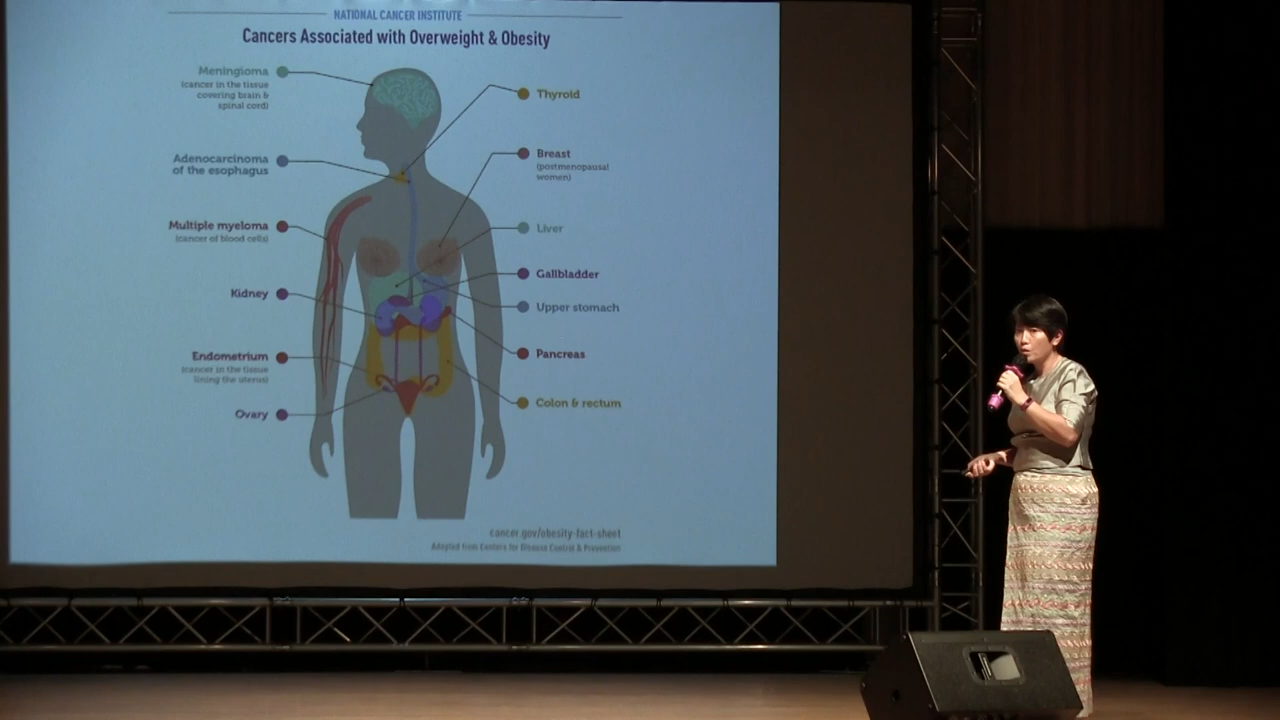 NATIONAL CANCER INSTITUTE
Cancers Associated with Overweight & Obesity
Meningioma
(cancer in the tissue
covering brain &
spinal cord)
Adenocarcinoma
of the esophagus
Multiple myeloma
(cancer of blood cells)
Kidney
Endometrium
(cancer in the tissue
lining the uterus)
Ovary
Thyroid
Breast
(postmenopausal
women)
Liver
Gallbladder
Upper stomach
Pancreas
Colon & rectum
cancer.gov/obesity-fact-sheet
Adapted from Centers for Disease Control & Prevention